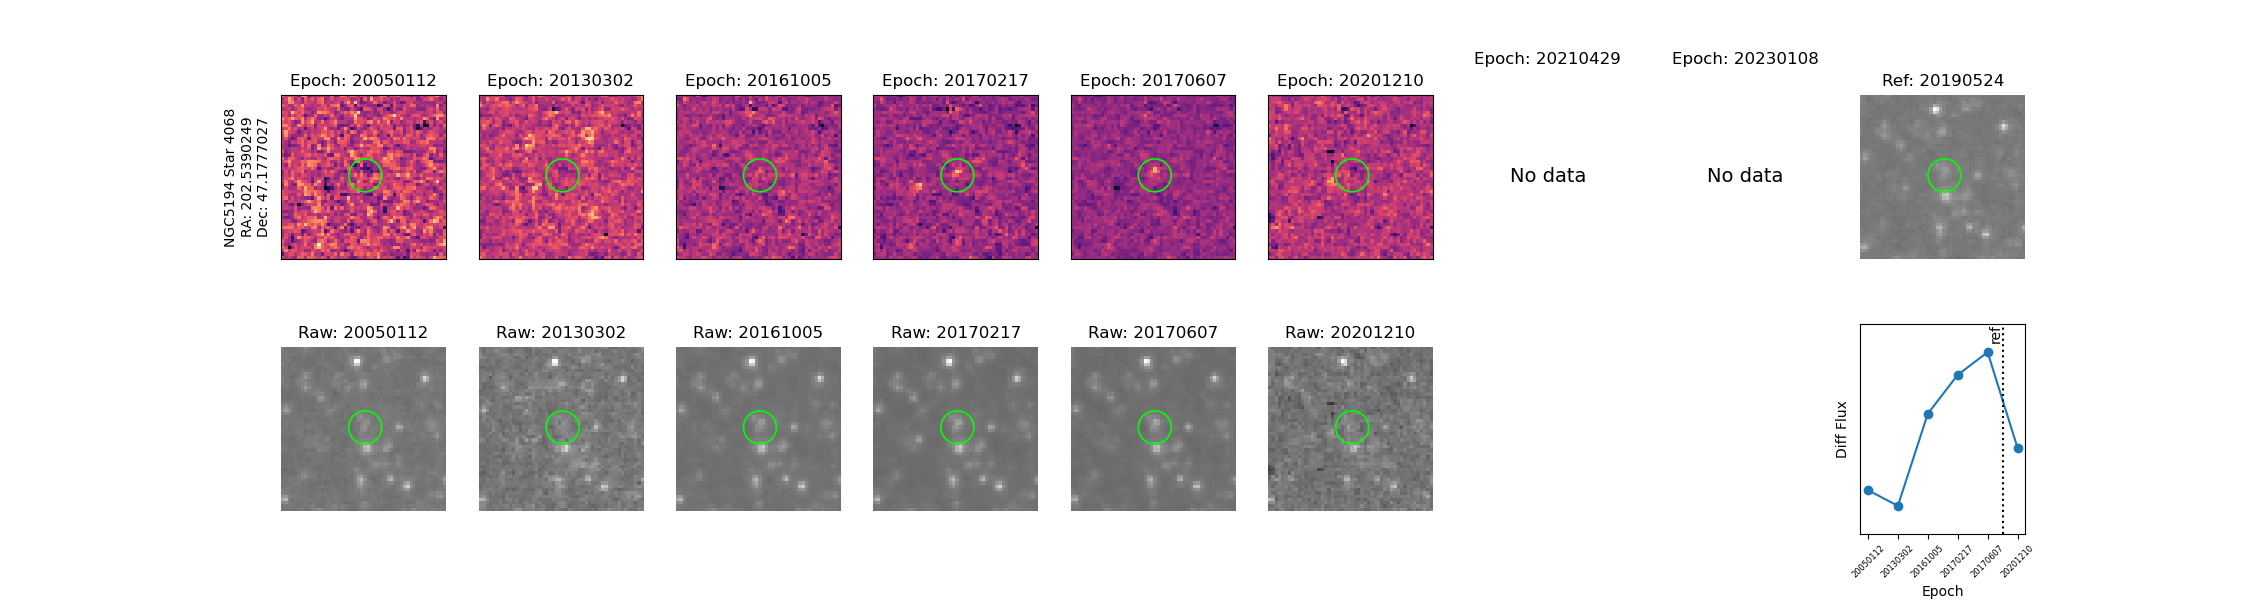 Epoch: 20050112
Epoch: 20130302
Epoch: 20161005
Epoch: 20170217
Epoch: 20170607
Epoch: 20201210
Epoch: 20210429
Epoch: 20230108
Ref: 20190524
NGC5194 Star 4068
RA: 202.5390249
Dec: 47.1777027
No data
No data
Raw: 20050112
Raw: 20130302
Raw: 20161005
Raw: 20170217
Raw: 20170607
Raw: 20201210
ref
Diff Flux
20050112
20130302
20161005
20170217
20170607
20201210
Epoch